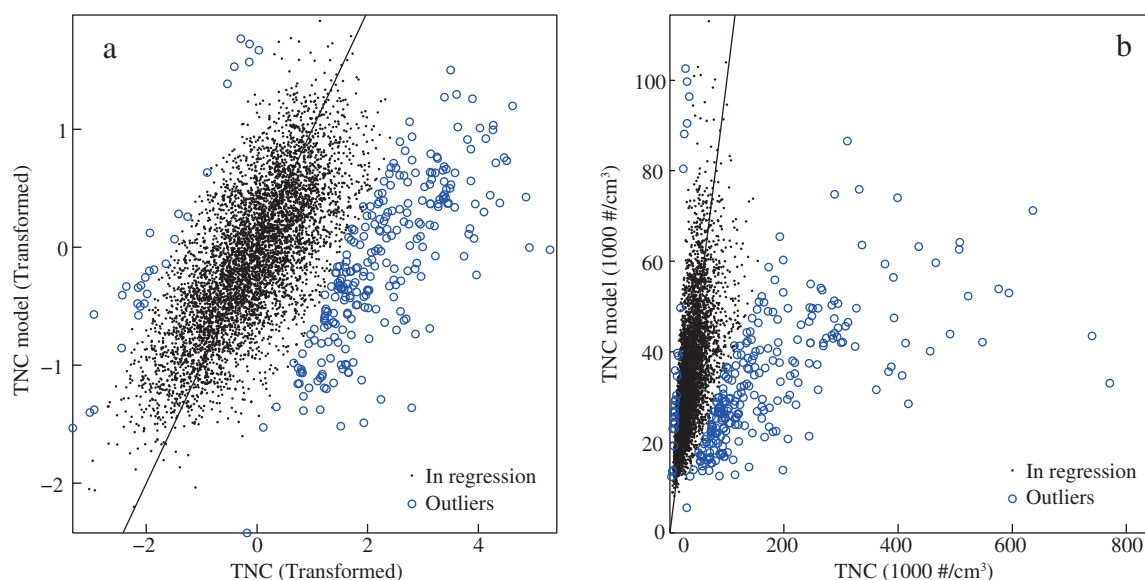 a
1
0
−1
−2
TNC model (Transformed)
In regression
Outliers
−2 0 2 4
TNC (Transformed)
b
100
80
60
40
20
0
TNC model (1000 #/cm³)
In regression
Outliers
0 200 400 600 800
TNC (1000 #/cm³)